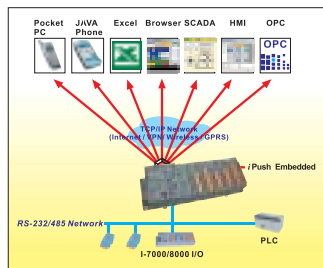 Pocket PC
JAVA Phone
Excel
Browser
SCADA
HMI
OPC
OPC
TCP/IP Network
(Internet / VPN / Wireless / GPRS)
iPush Embedded
RS-232/485 Network
PLC
I-7000/8000 I/O